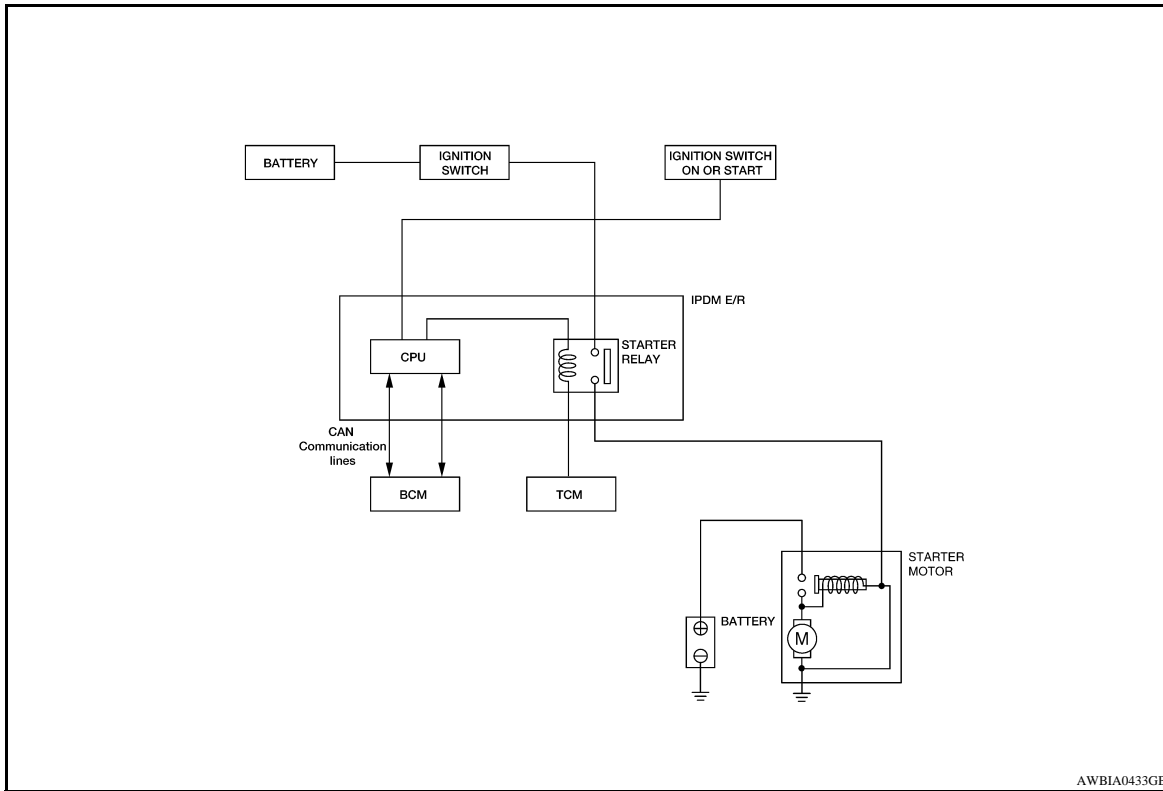 BATTERY
IGNITION
SWITCH
IGNITION SWITCH
ON OR START
IPDM E/R
CPU
STARTER
RELAY
CAN
Communication
lines
BCM
TCM
STARTER
MOTOR
BATTERY
M
AWBIA0433GB